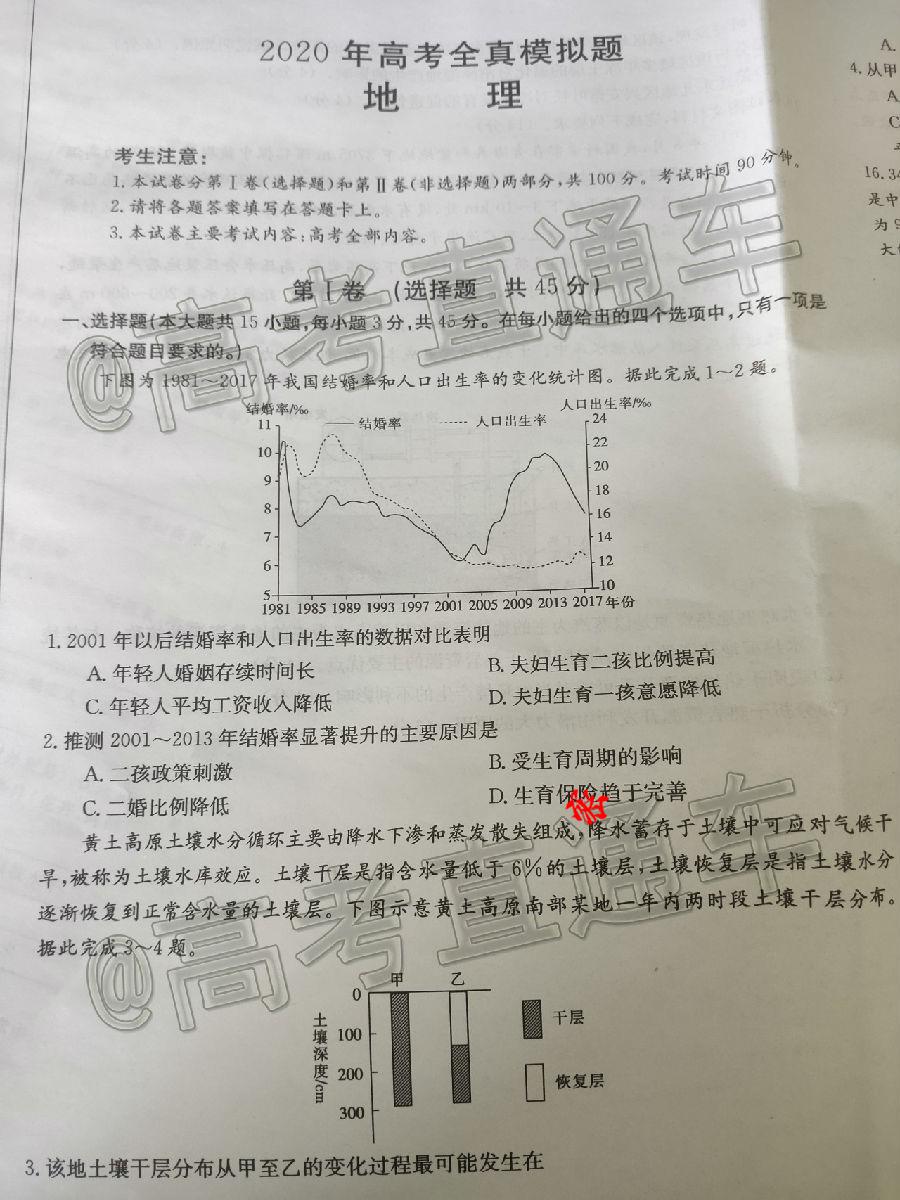 2020年高考全真模拟题
地 理
考生注意:
1.本试卷分第Ⅰ卷(选择题)和第Ⅱ卷(非选择题)两部分,共100分。考试时间90分钟。
2.请将各题答案填写在答题卡上。
3.本试卷主要考试内容:高考全部内容。
第Ⅰ卷 (选择题 共45分)
一、选择题(本大题共15小题,每小题3分,共45分。在每小题给出的四个选项中,只有一项是
符合题目要求的。)
下图为1981～2017年我国结婚率和人口出生率的变化统计图。据此完成1～2题。
结婚率/‰ 人口出生率/‰
结婚率 人口出生率
11 24
10 22
9 20
8 18
7 16
6 14
5 12
10
1981 1985 1989 1993 1997 2001 2005 2009 2013 2017年份
1.2001年以后结婚率和人口出生率的数据对比表明
A.年轻人婚姻存续时间长 B.夫妇生育二孩比例提高
C.年轻人平均工资收入降低 D.夫妇生育一孩意愿降低
2.推测2001～2013年结婚率显著提升的主要原因是
A.二孩政策刺激 B.受生育周期的影响
C.二婚比例降低 D.生育保险趋于完善
黄土高原土壤水分循环主要由降水下渗和蒸发散失组成,降水蓄存于土壤中可应对气候干
旱,被称为土壤水库效应。土壤干层是指含水量低于6%的土壤层,土壤恢复层是指土壤水分
逐渐恢复到正常含水量的土壤层。下图示意黄土高原南部某地一年内两时段土壤干层分布。
据此完成3～4题。
甲 乙
0
100
200
300
土壤深度/cm
干层
恢复层
3.该地土壤干层分布从甲至乙的变化过程最可能发生在
A.
4.从甲
A
C
16.34
是中
为9
大
@高考直通车
@高考直通车